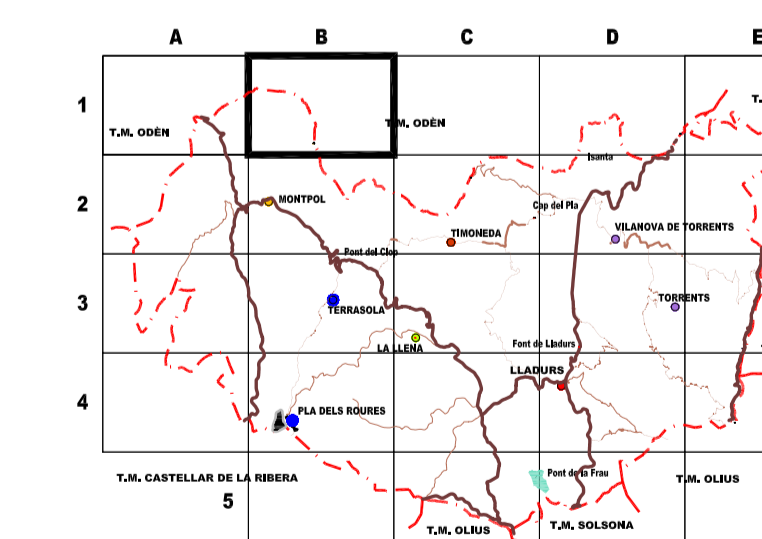 A B C D E
1
T.M. ODÈN
T.M. ODÈN
T.
Isanta
2
MONTPOL
Cap del Pla
VILANOVA DE TORRENTS
TIMONEDA
Pont del Clop
3
TERRASOLA
TORRENTS
LA LLENA
Font de Lladurs
LLADURS
4
PLA DELS ROURES
T.M. CASTELLAR DE LA RIBERA
Pont de la Frau
T.M. OLIUS
5
T.M. OLIUS
T.M. SOLSONA